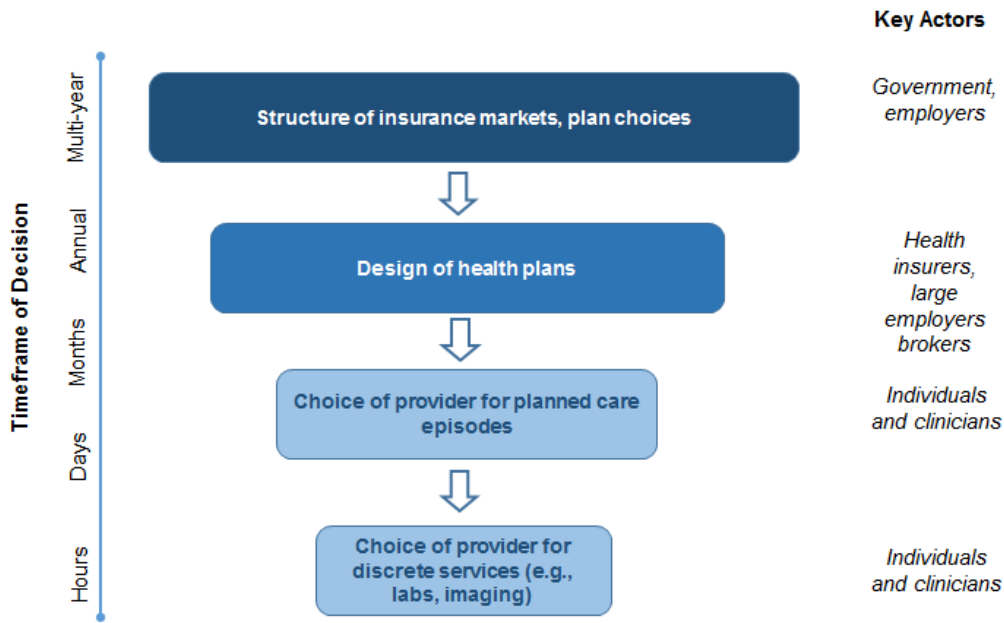 Key Actors
Timeframe of Decision
Multi-year
Structure of insurance markets, plan choices
Government,
employers
Annual
Design of health plans
Health
insurers,
large
employers
brokers
Months
Choice of provider for planned care
episodes
Individuals
and clinicians
Days
Hours
Choice of provider for
discrete services (e.g.,
labs, imaging)
Individuals
and clinicians